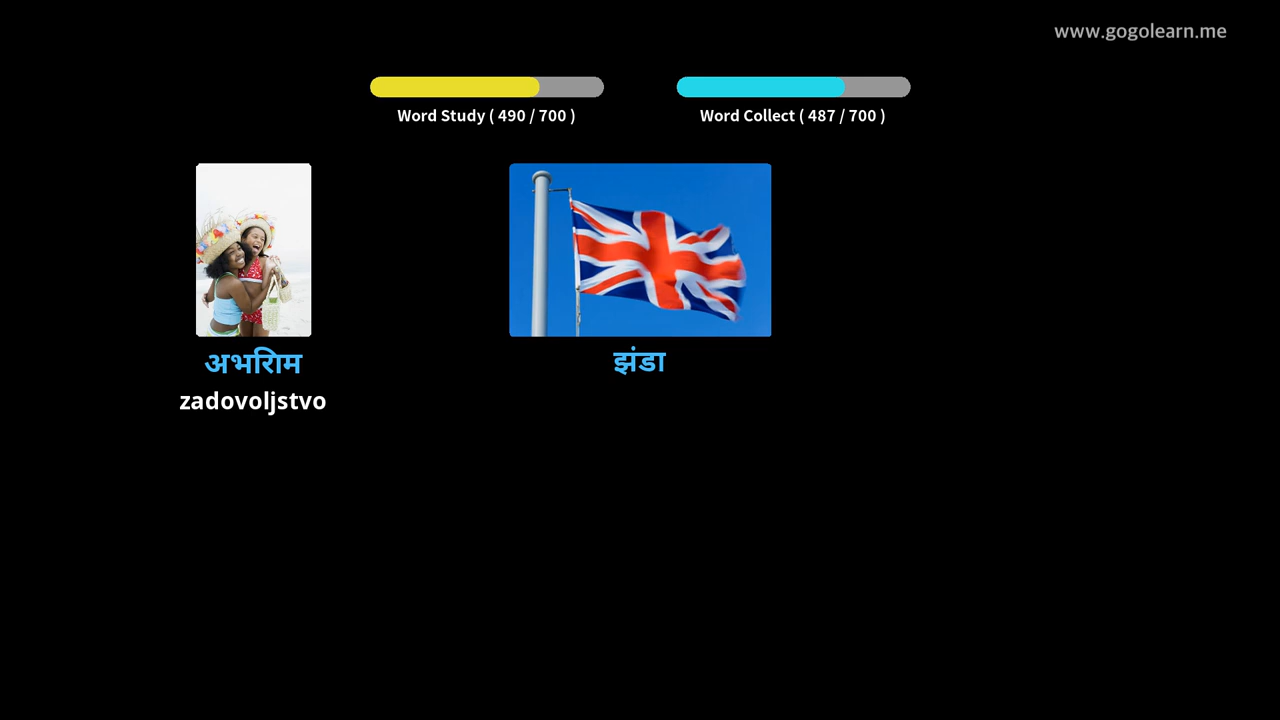 www.gogolearn.me
Word Study ( 490 / 700 )
Word Collect ( 487 / 700 )
अभिराम
झंडा
zadovoljstvo